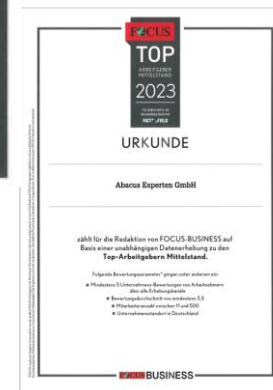 FOCUS
TOP
ARBEITGEBER
MITTELSTAND
2023
FOCUS
URKUNDE
Abacus Experten GmbH
zählt für die Redaktion von FOCUS-BUSINESS auf
Basis einer unabhängigen Datenerhebung zu den
Top-Arbeitgebern Mittelstand.
Folgende Bewertungsparameter* gingen unter anderem ein:
Mindestens 5 Unternehmens-Bewertungen von Arbeitnehmern
über alle Erhebungskanäle
Bewertungsdurchschnitt von mindestens 3,5
Mitarbeiteranzahl zwischen 11 und 500
Unternehmensstandort in Deutschland
FOCUS BUSINESS